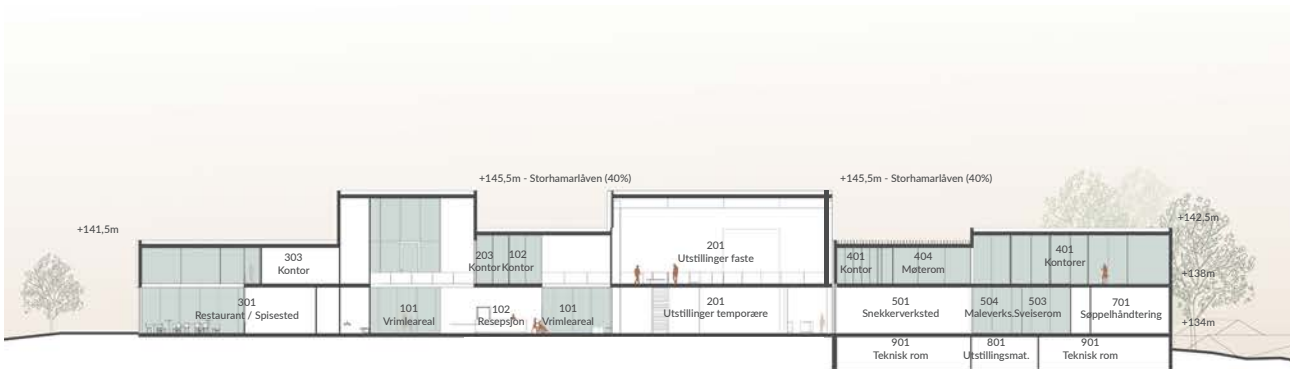 +145,5m - Storhamarlåven (40%)
+145,5m - Storhamarlåven (40%)
+141,5m
+142,5m
303
Kontor
203
Kontor
102
Kontor
201
Utstillinger faste
401
Kontor
404
Møterom
401
Kontorer
+138m
301
Restaurant / Spisested
101
Vrimleareal
102
Resepsjon
101
Vrimleareal
201
Utstillinger temporære
501
Snekkerverksted
504
Maleverks.
503
Sveiserom
701
Søppelhåndtering
+134m
901
Teknisk rom
801
Utstillingsmat.
901
Teknisk rom